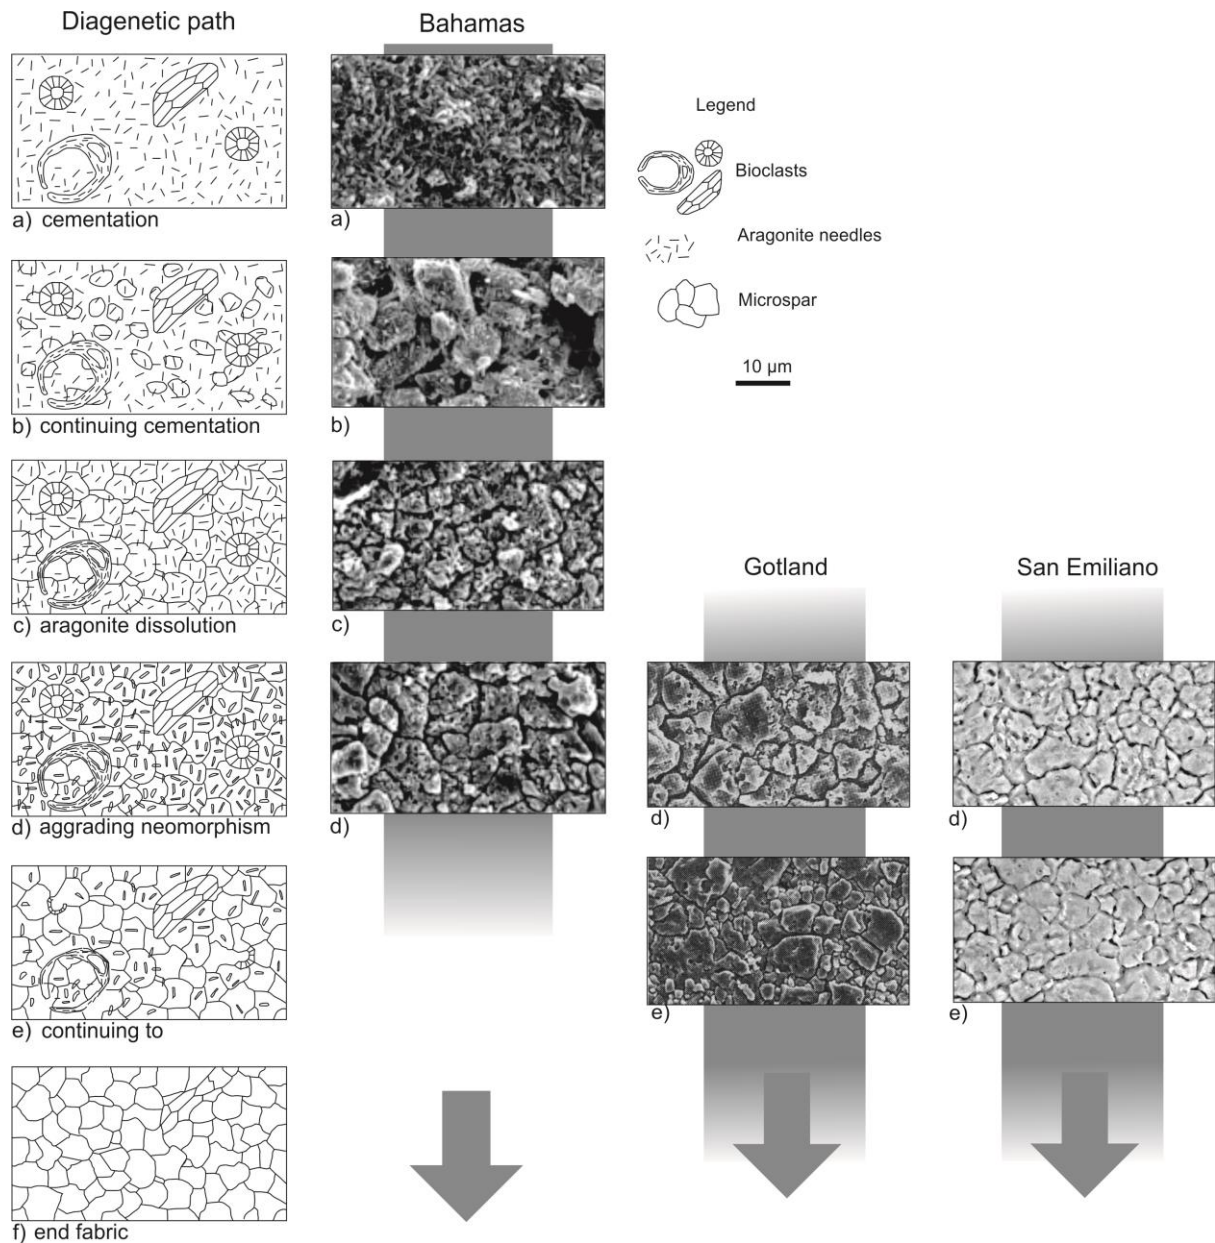 Diagenetic path
Bahamas
Legend
Bioclasts
Aragonite needles
Microspar
10 µm
a) cementation
a)
b) continuing cementation
b)
c) aragonite dissolution
c)
Gotland
San Emiliano
d) aggrading neomorphism
d)
d)
d)
e) continuing to
e)
e)
f) end fabric